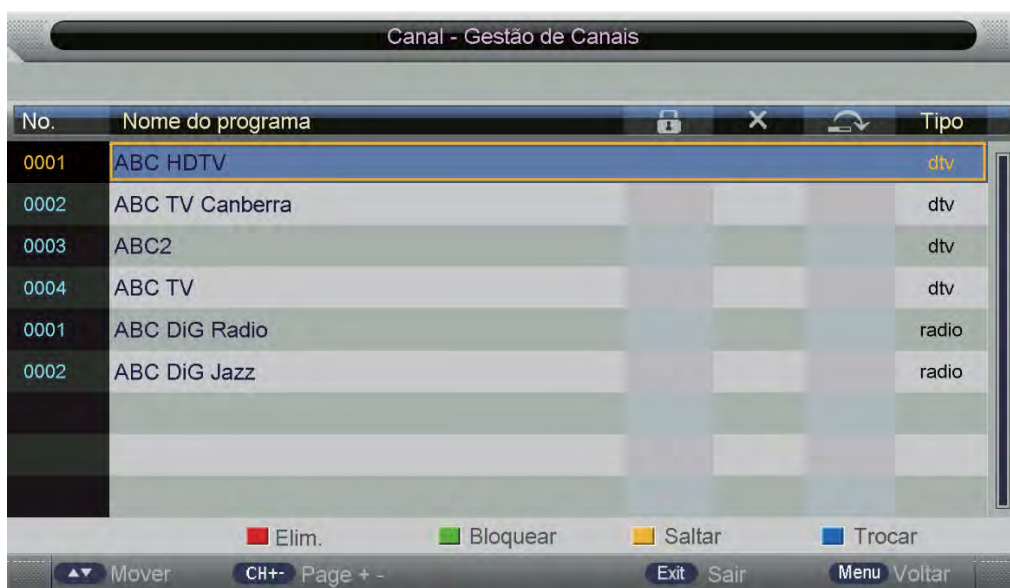 Canal - Gestão de Canais
No. Nome do programa Tipo
0001 ABC HDTV dtv
0002 ABC TV Canberra dtv
0003 ABC2 dtv
0004 ABC TV dtv
0001 ABC DiG Radio radio
0002 ABC DiG Jazz radio
Elim. Bloquear Saltar Trocar
Mover CH+- Page + - Exit Sair Menu Voltar